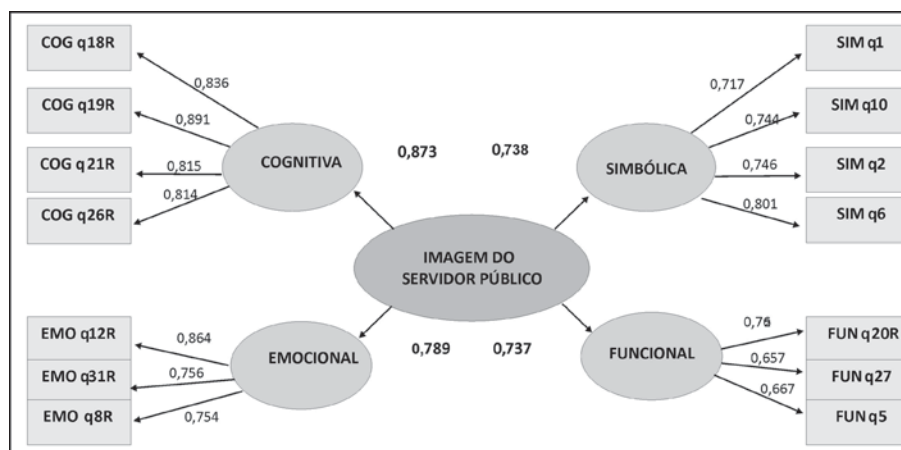 COG q18R
0,836
COG q19R
0,891
COG q21R
0,815
COG q26R
0,814
COGNITIVA
0,873
0,738
SIMBÓLICA
SIM q1
0,717
SIM q10
0,744
SIM q2
0,746
SIM q6
0,801
IMAGEM DO
SERVIDOR PÚBLICO
EMO q12R
0,864
EMO q31R
0,756
EMO q8R
0,754
EMOCIONAL
0,789
0,737
FUNCIONAL
FUN q20R
FUN q27
0,657
FUN q5
0,667